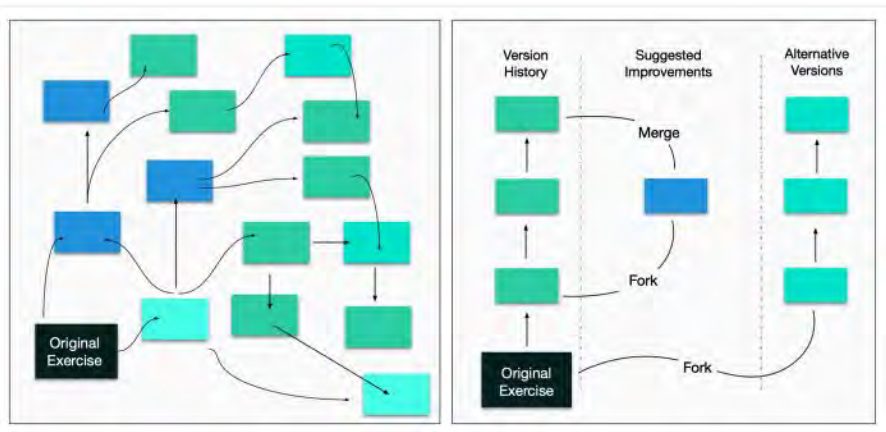 Original
Exercise
Version
History
Suggested
Improvements
Alternative
Versions
Merge
Fork
Fork
Original
Exercise